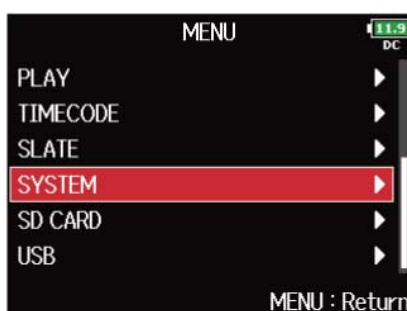 MENU
11.9
DC
PLAY
TIMECODE
SLATE
SYSTEM
SD CARD
USB
MENU : Return